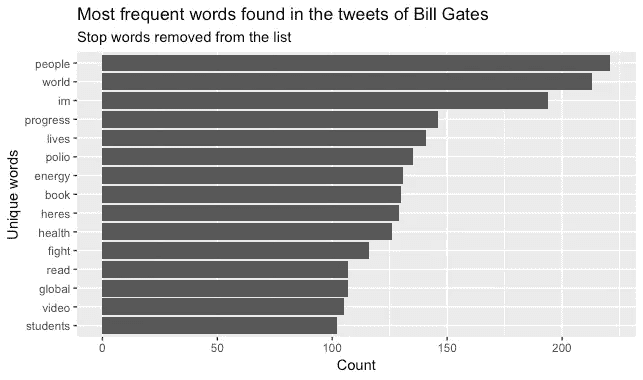 Most frequent words found in the tweets of Bill Gates
Stop words removed from the list
people
world
im
progress
lives
polio
energy
book
heres
health
fight
read
global
video
students
Unique words
0 50 100 150 200
Count